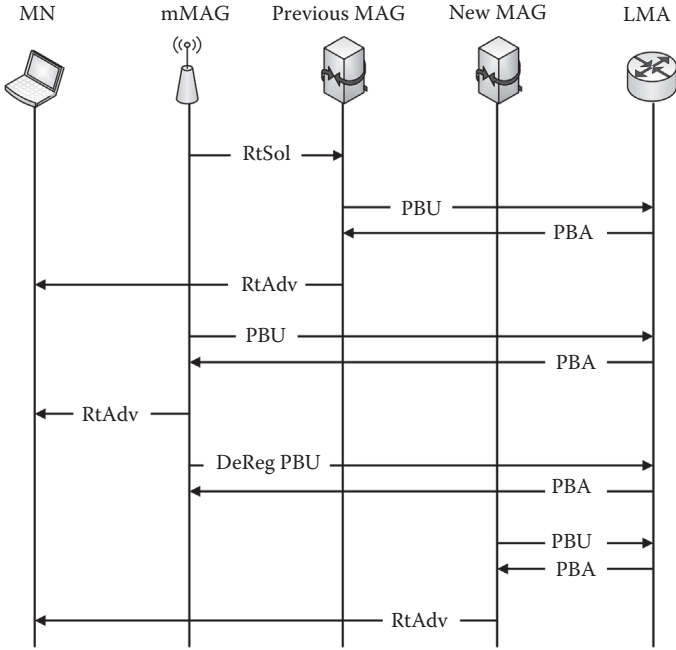 MN mMAG Previous MAG New MAG LMA
RtSol
PBU
PBA
RtAdv
PBU
PBA
RtAdv
DeReg PBU
PBA
PBU
PBA
RtAdv